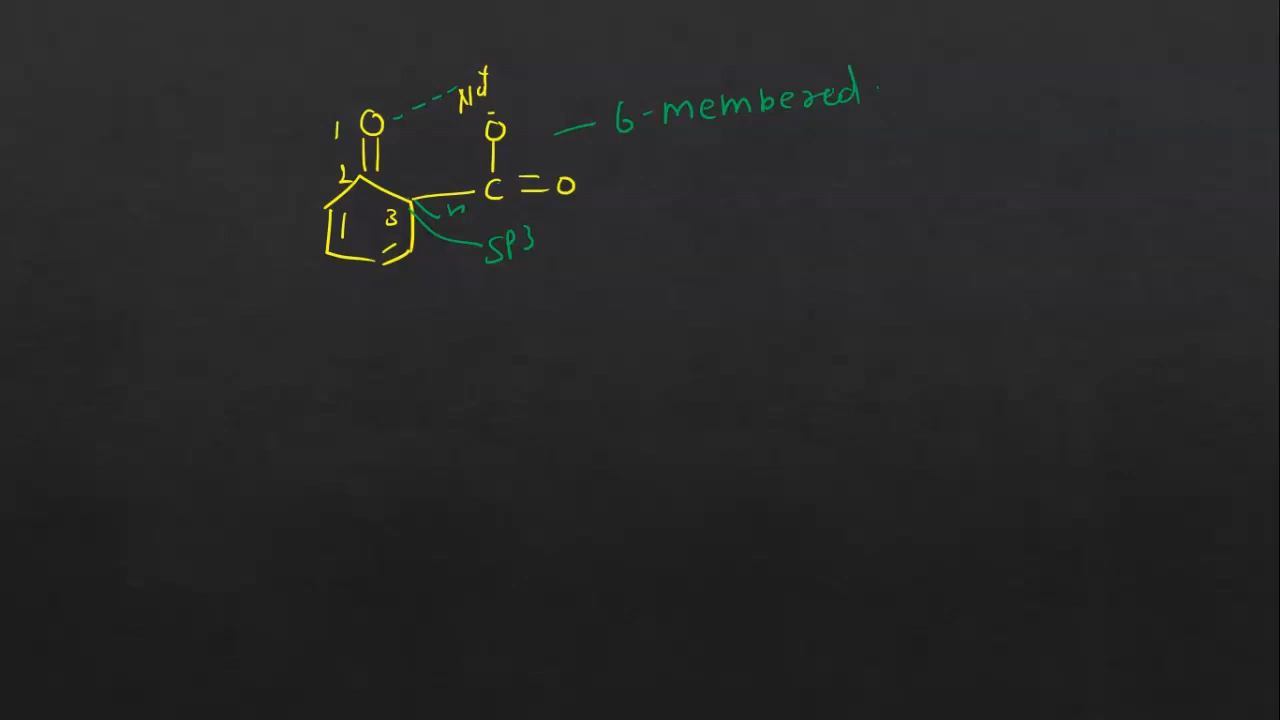 Na+
1 O O- — 6-membered.
2 C = O
3 H
SP3